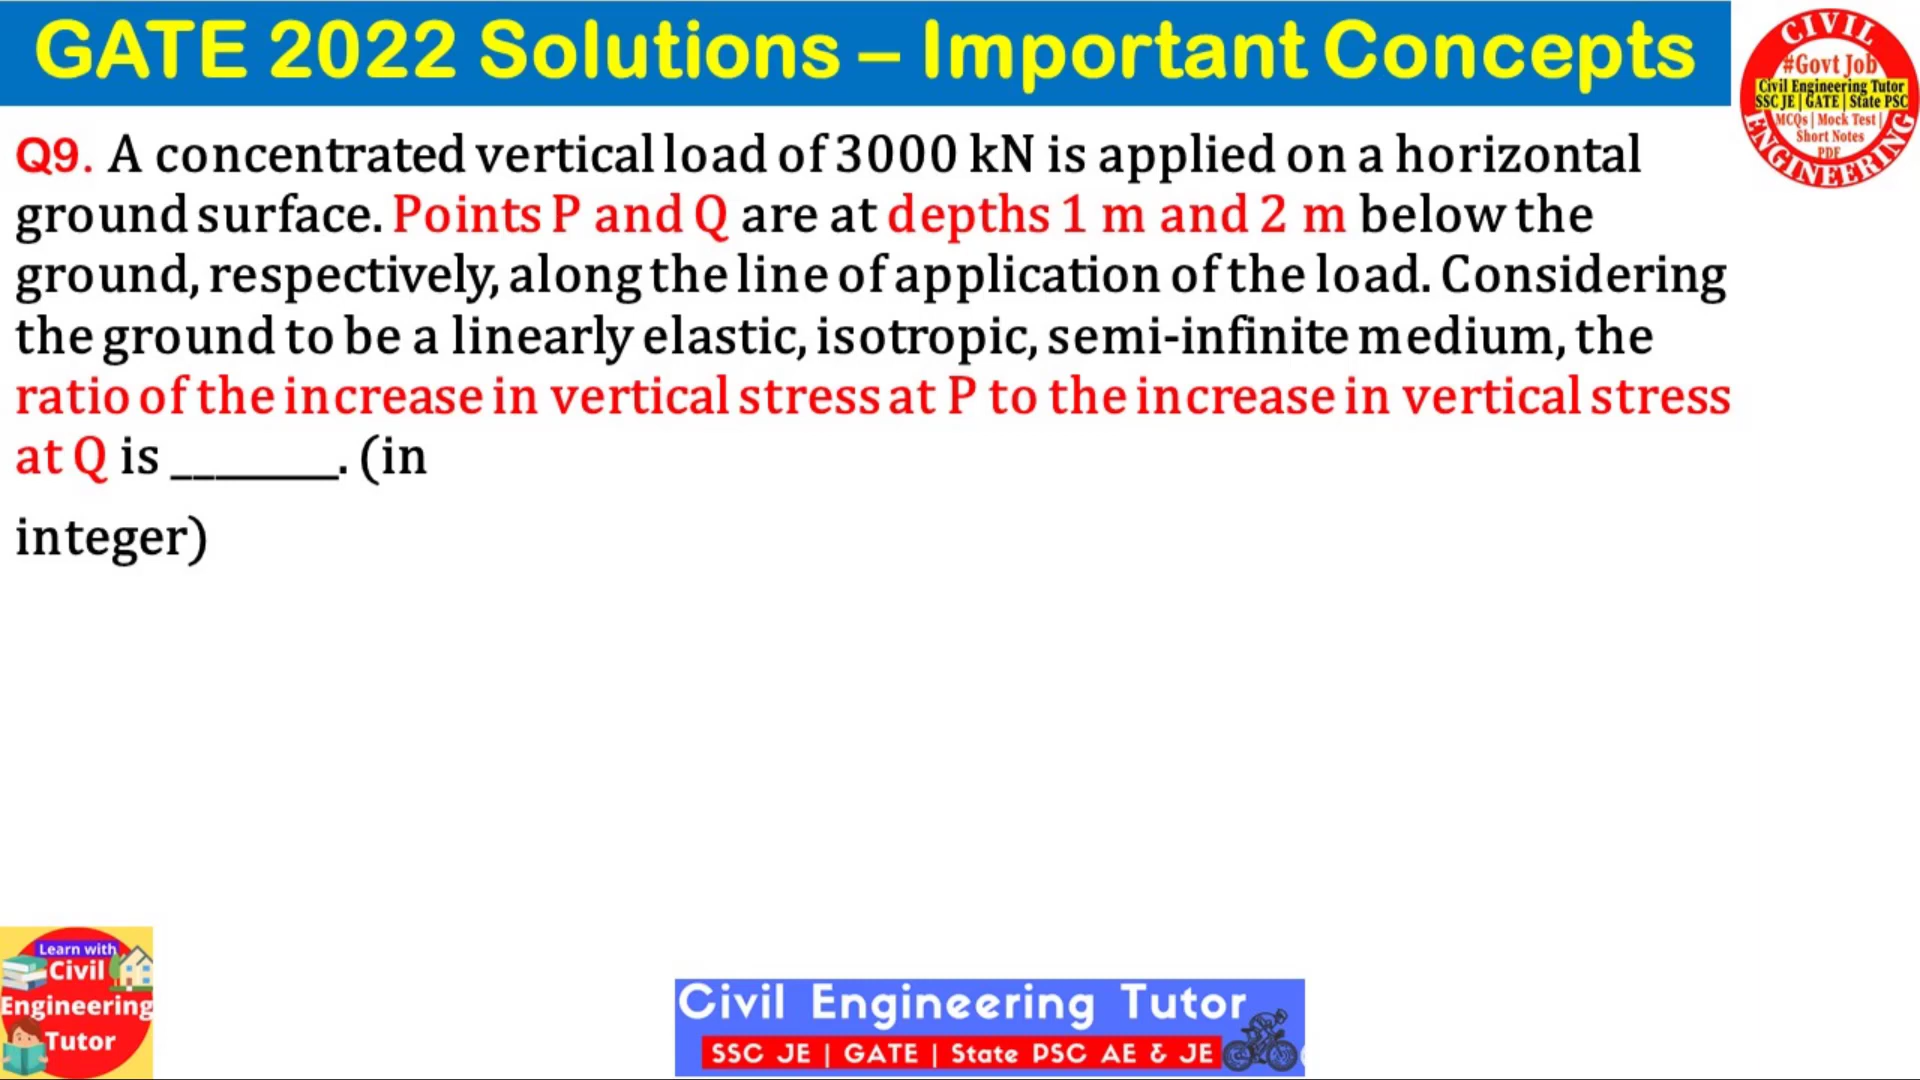 GATE 2022 Solutions – Important Concepts
CIVIL
#Govt Job
Civil Engineering Tutor
SSC JE | GATE | State PSC
MCQs | Mock Test |
Short Notes
PDF
ENGINEERING
Q9. A concentrated vertical load of 3000 kN is applied on a horizontal
ground surface. Points P and Q are at depths 1 m and 2 m below the
ground, respectively, along the line of application of the load. Considering
the ground to be a linearly elastic, isotropic, semi-infinite medium, the
ratio of the increase in vertical stress at P to the increase in vertical stress
at Q is ________. (in
integer)
Learn with
Civil
Engineering
Tutor
Civil Engineering Tutor
SSC JE | GATE | State PSC AE & JE